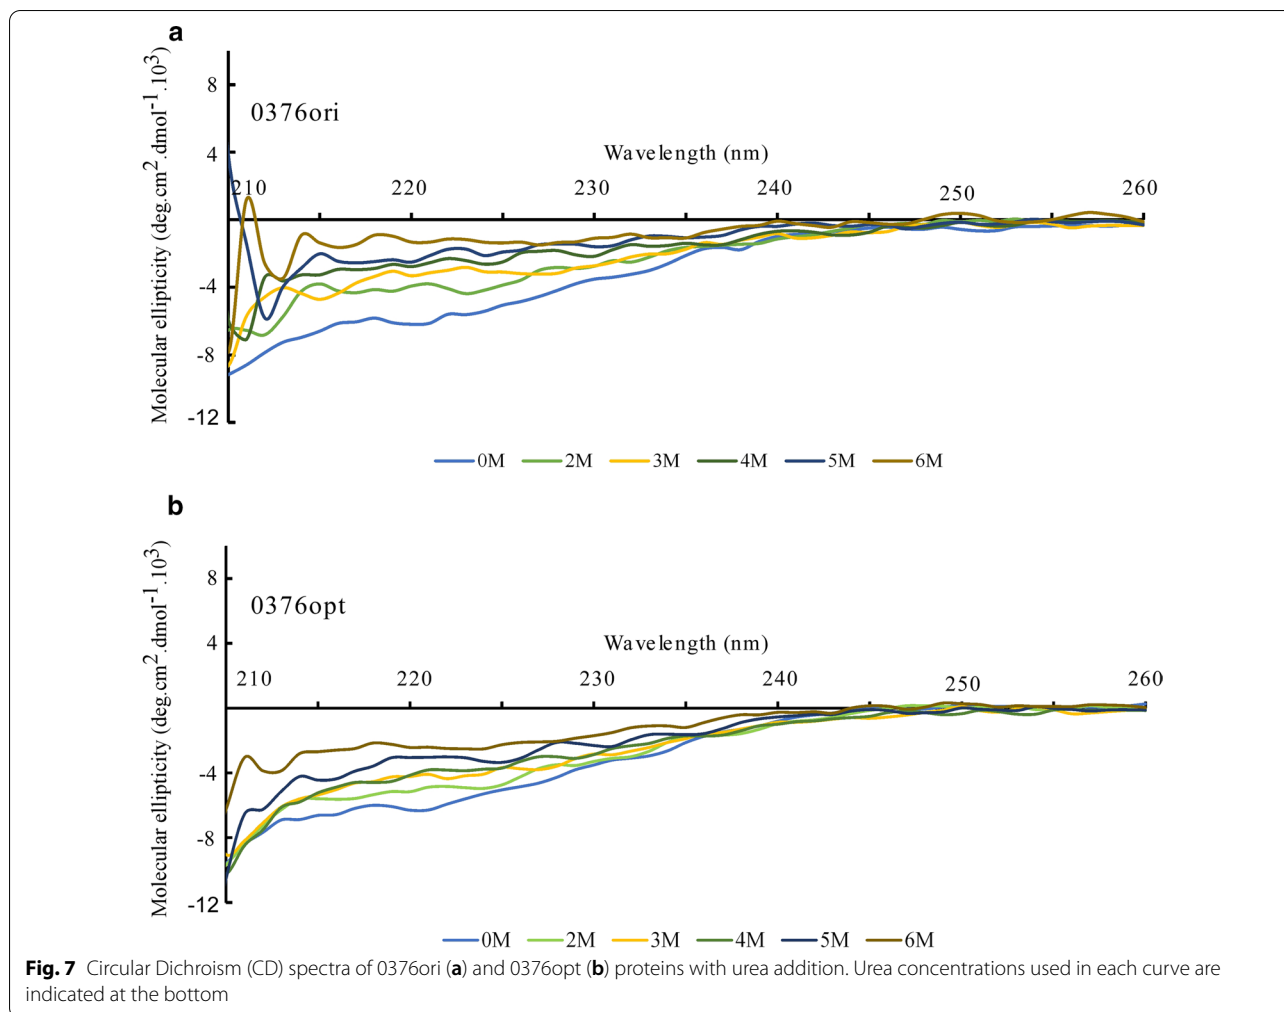 a
Molecular ellipticity (deg.cm2.dmol-1.103)
8
0376ori
4
Wavelength (nm)
210 220 230 240 250 260
-4
-8
-12
0M 2M 3M 4M 5M 6M
b
Molecular ellipticity (deg.cm2.dmol-1.103)
8
0376opt
4
Wavelength (nm)
210 220 230 240 250 260
-4
-8
-12
0M 2M 3M 4M 5M 6M
Fig. 7 Circular Dichroism (CD) spectra of 0376ori (a) and 0376opt (b) proteins with urea addition. Urea concentrations used in each curve are
indicated at the bottom